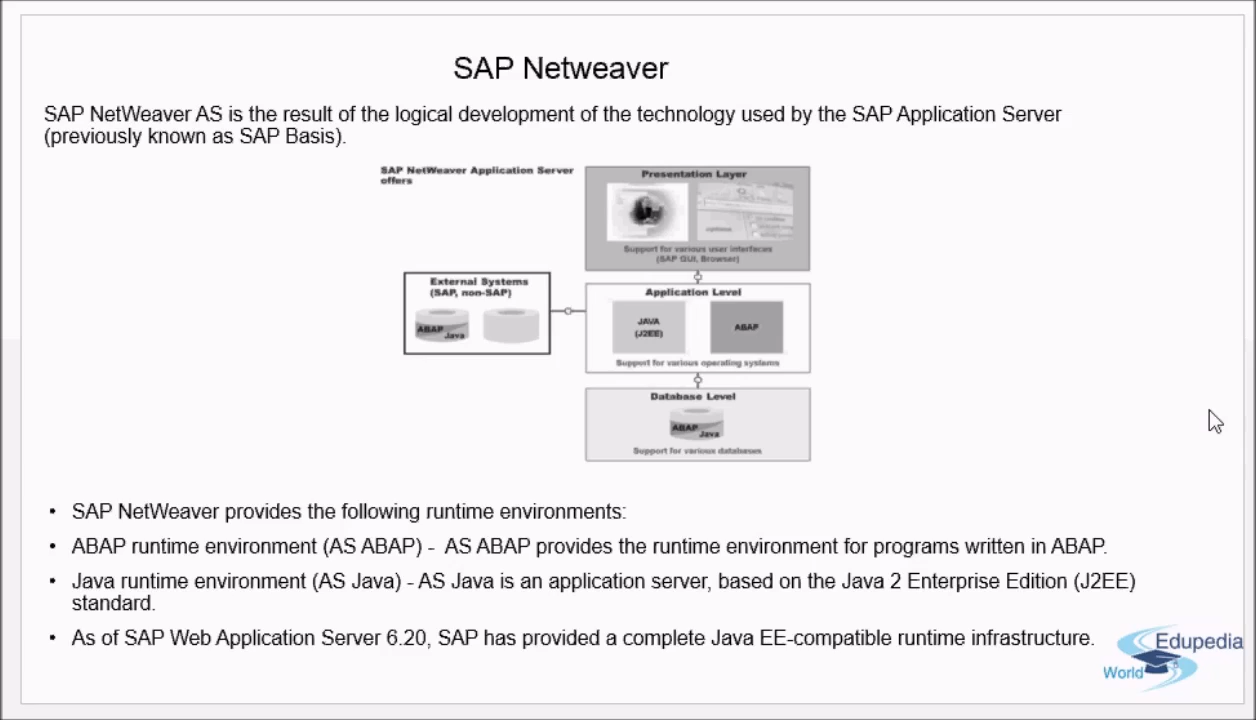 SAP Netweaver
SAP NetWeaver AS is the result of the logical development of the technology used by the SAP Application Server
(previously known as SAP Basis).
SAP NetWeaver Application Server
offers
Presentation Layer
Support for various user interfaces
(SAP GUI, Browser)
External Systems
(SAP, non-SAP)
ABAP
Java
Application Level
JAVA
(J2EE)
ABAP
Support for various operating systems
Database Level
ABAP
Java
Support for various databases
• SAP NetWeaver provides the following runtime environments:
• ABAP runtime environment (AS ABAP) - AS ABAP provides the runtime environment for programs written in ABAP.
• Java runtime environment (AS Java) - AS Java is an application server, based on the Java 2 Enterprise Edition (J2EE)
standard.
• As of SAP Web Application Server 6.20, SAP has provided a complete Java EE-compatible runtime infrastructure.
Edupedia
World